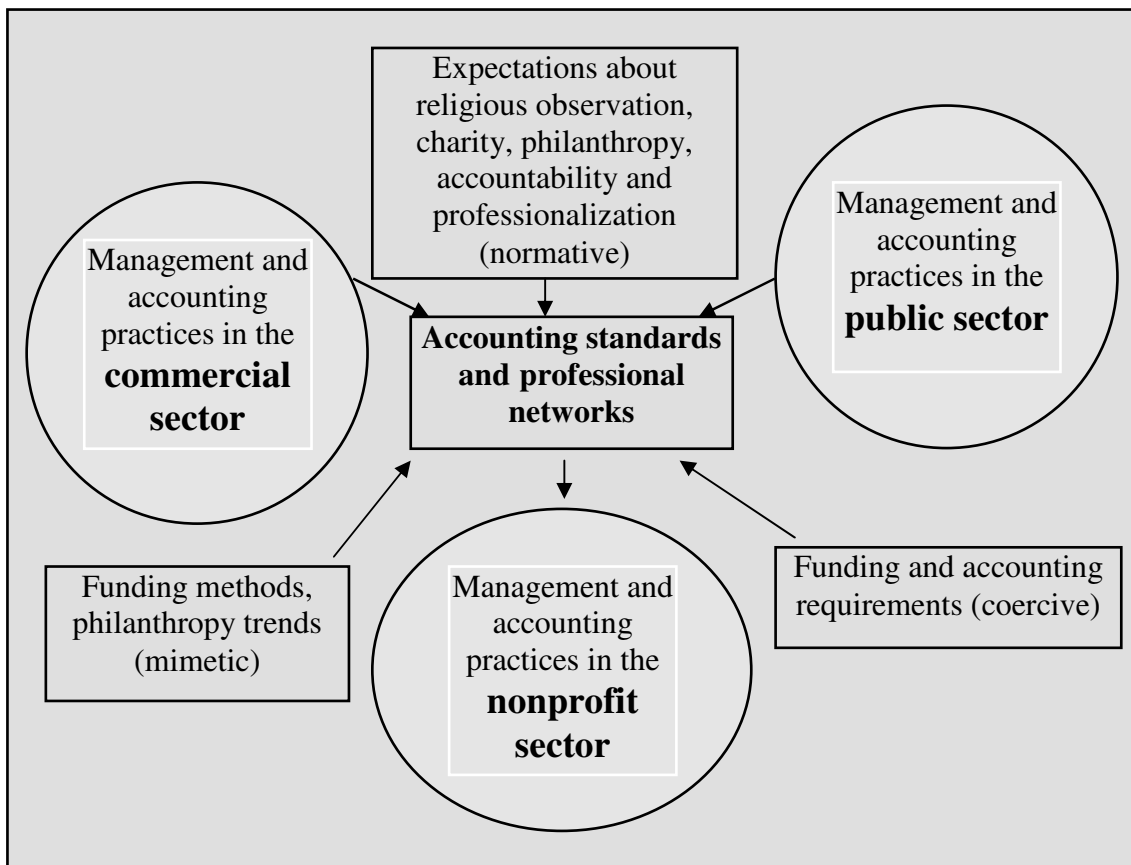 Expectations about
religious observation,
charity, philanthropy,
accountability and
professionalization
(normative)
Management and
accounting
practices in the
commercial
sector
Management and
accounting
practices in the
public sector
Accounting standards
and professional
networks
Funding methods,
philanthropy trends
(mimetic)
Management and
accounting
practices in the
nonprofit
sector
Funding and accounting
requirements (coercive)